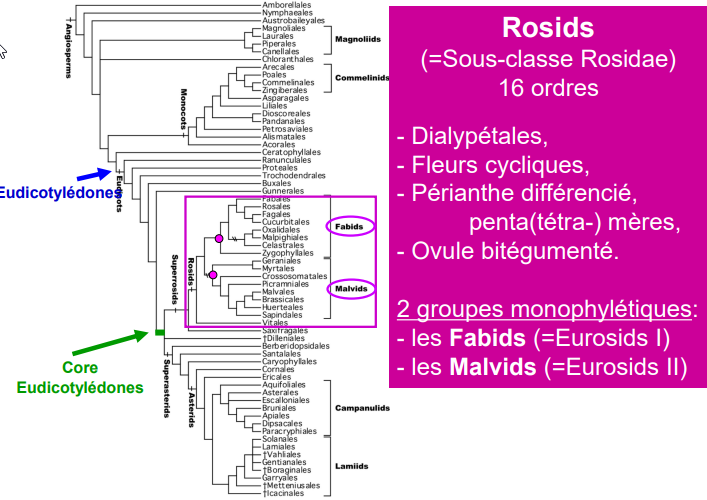 Amborellales
Nymphaeales
Austrobaileyales
Magnoliales
Laurales
Piperales
Canellales
Magnoliids
Chloranthales
Arecales
Poales
Commelinales
Zingiberales
Commelinids
Asparagales
Liliales
Dioscoreales
Pandanales
Petrosaviales
Alismatales
Acorales
Ceratophyllales
Ranunculales
Proteales
Trochodendrales
Buxales
Gunnerales
Fabales
Rosales
Fagales
Cucurbitales
Oxalidales
Malpighiales
Celastrales
Zygophyllales
Fabids
Geraniales
Myrtales
Crossosomatales
Picramniales
Malvales
Brassicales
Huerteales
Sapindales
Malvids
Vitales
Saxifragales
†Dilleniales
Berberidopsidales
Santalales
Caryophyllales
Cornales
Ericales
Aquifoliales
Asterales
Escalloniales
Bruniales
Apiales
Dipsacales
Paracryphiales
Campanulids
Solanales
Lamiales
†Vahliales
Gentianales
†Boraginales
Garryales
†Metteniusales
†Icacinales
Lamiids
Angiosperms
Monocots
Eudicots
Superrosids
Rosids
Superasterids
Asterids
Eudicotylédones
Core
Eudicotylédones
Rosids
(=Sous-classe Rosidae)
16 ordres
- Dialypétales,
- Fleurs cycliques,
- Périanthe différencié,
penta(tétra-) mères,
- Ovule bitégumenté.
2 groupes monophylétiques:
- les Fabids (=Eurosids I)
- les Malvids (=Eurosids II)